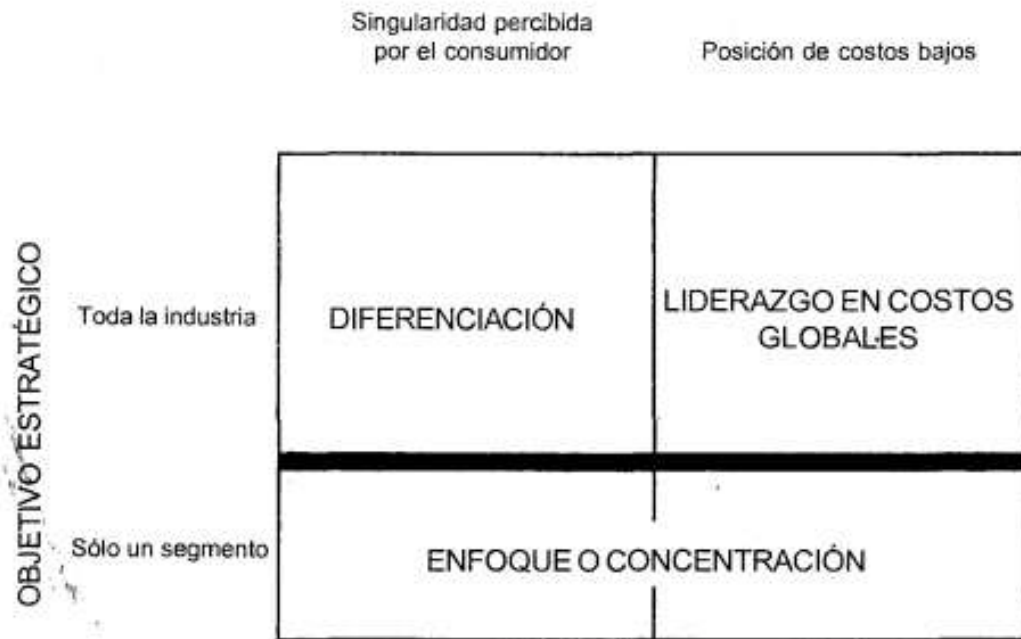 Singularidad percibida
por el consumidor
Posición de costos bajos
OBJETIVO ESTRATÉGICO
Toda la industria
DIFERENCIACIÓN
LIDERAZGO EN COSTOS
GLOBALES
Sólo un segmento
ENFOQUE O CONCENTRACIÓN